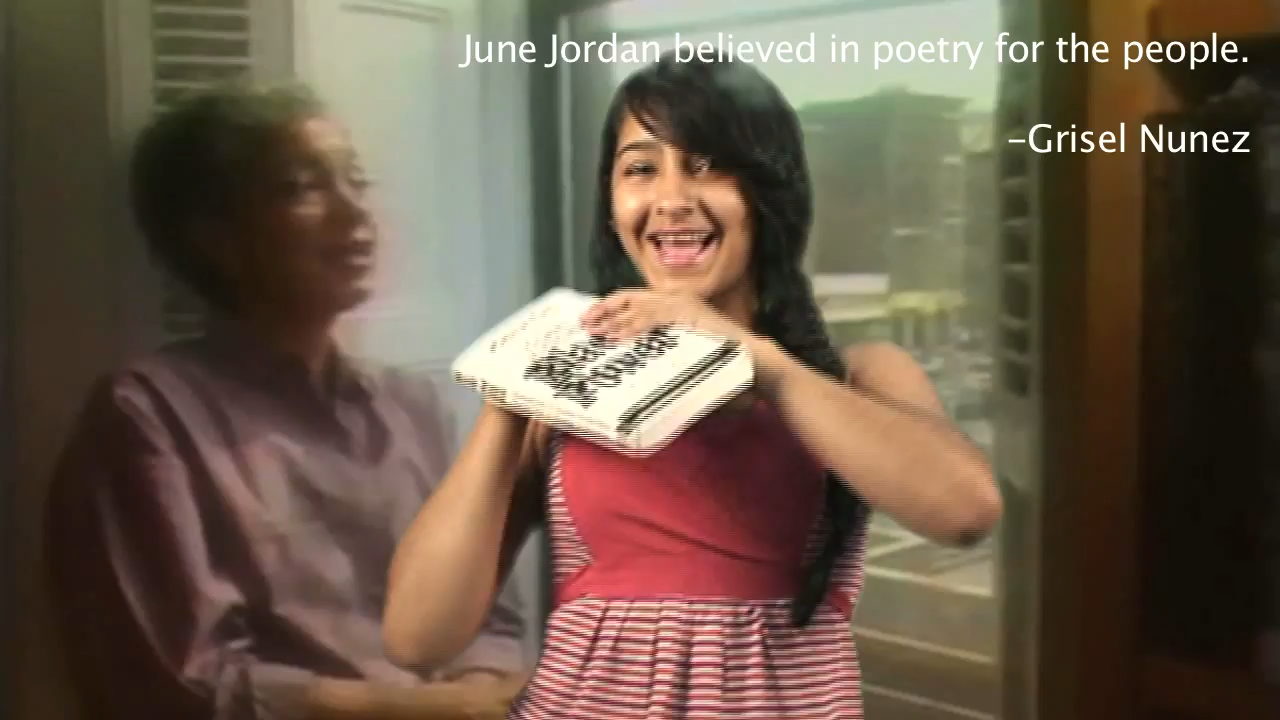 June Jordan believed in poetry for the people.
–Grisel Nunez